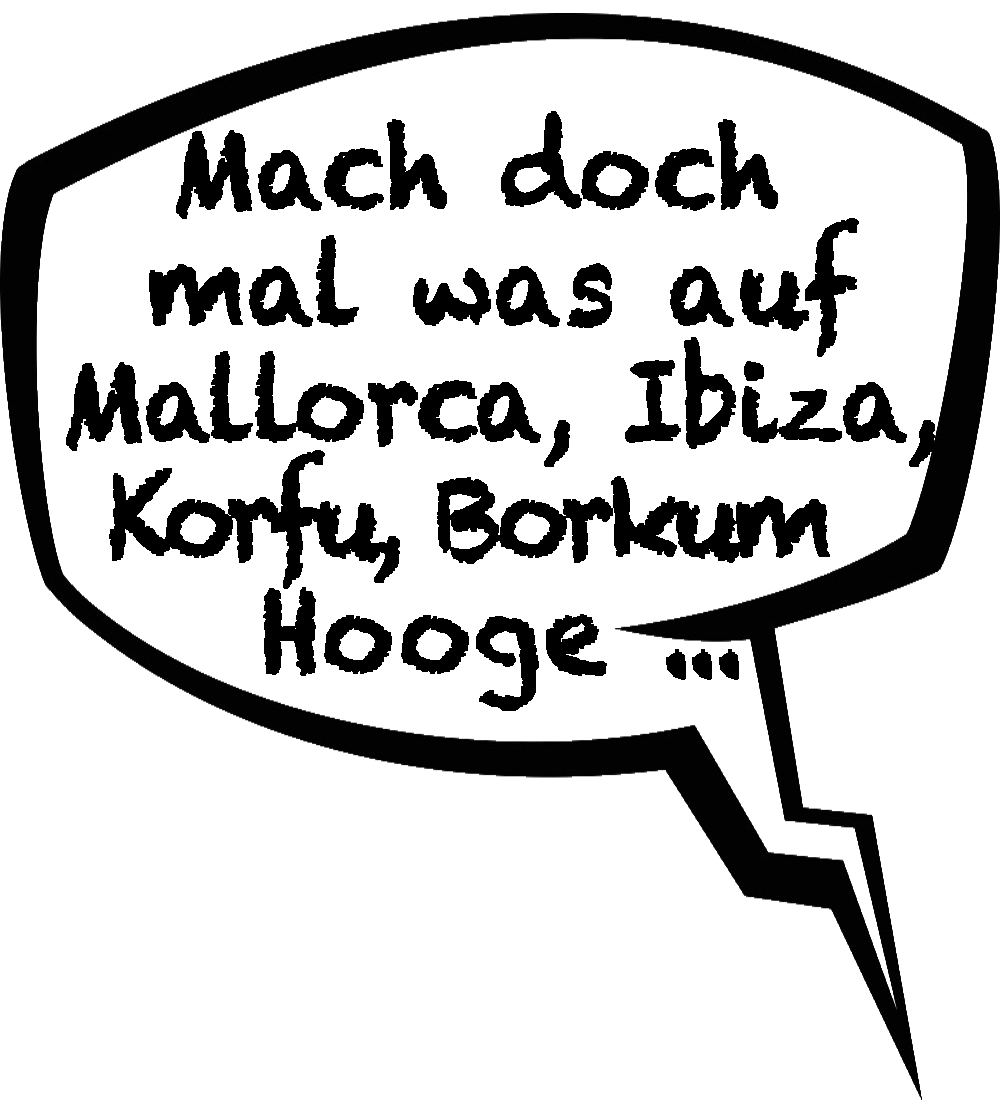 Mach doch
mal was auf
Mallorca, Ibiza,
Korfu, Borkum
Hooge ...